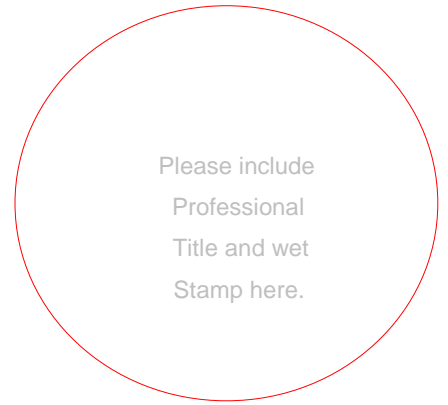 Please include
Professional
Title and wet
Stamp here.